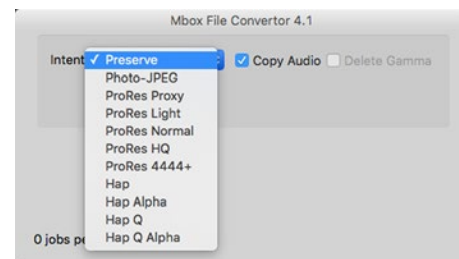 Mbox File Convertor 4.1
Intent ✓ Preserve ✓ Copy Audio Delete Gamma
Photo-JPEG
ProRes Proxy
ProRes Light
ProRes Normal
ProRes HQ
ProRes 4444+
Hap
Hap Alpha
Hap Q
Hap Q Alpha
0 jobs